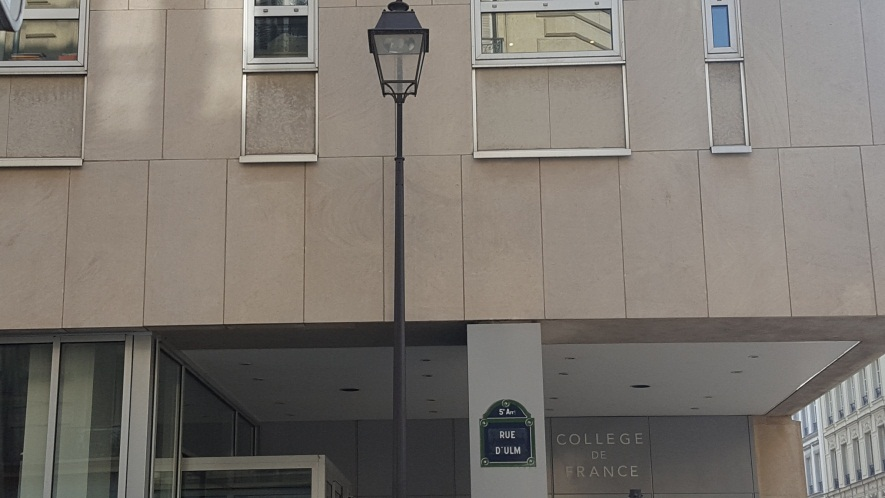 5e Arrt
RUE
D'ULM
COLLEGE
DE
FRANCE